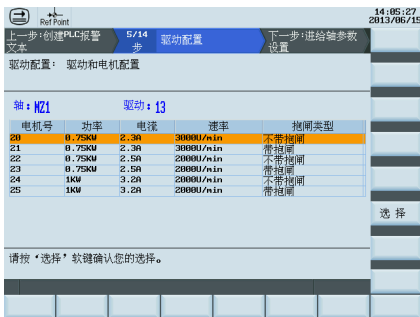 Ref Point
14:05:27
2013/06/15
上一步:创建PLC报警文本
5/14步
驱动配置
下一步:进给轴参数设置
驱动配置: 驱动和电机配置
轴:MZ1 驱动:13
电机号 功率 电流 速率 抱闸类型
20 0.75KW 2.3A 3000U/min 不带抱闸
21 0.75KW 2.3A 3000U/min 带抱闸
22 0.75KW 2.5A 2000U/min 不带抱闸
23 0.75KW 2.5A 2000U/min 带抱闸
24 1KW 3.2A 2000U/min 不带抱闸
25 1KW 3.2A 2000U/min 带抱闸
选 择
请按‘选择’软键确认您的选择。